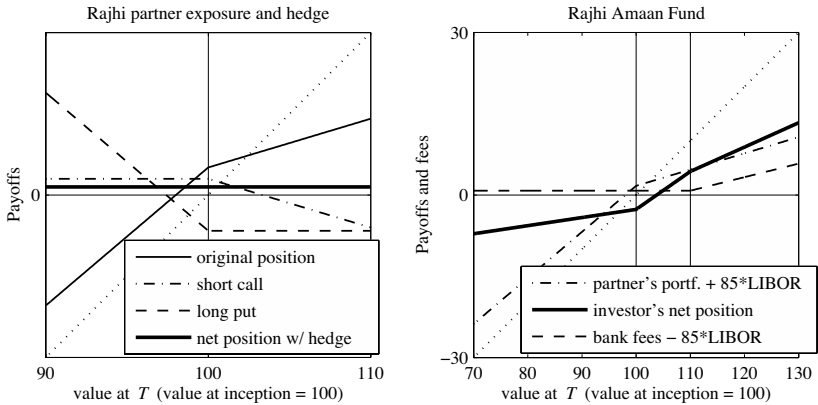 Rajhi partner exposure and hedge
Payoffs
0
original position
short call
long put
net position w/ hedge
90
100
110
value at T (value at inception = 100)
Rajhi Amaan Fund
Payoffs and fees
30
0
−30
partner's portf. + 85*LIBOR
investor's net position
bank fees − 85*LIBOR
70
80
90
100
110
120
130
value at T (value at inception = 100)